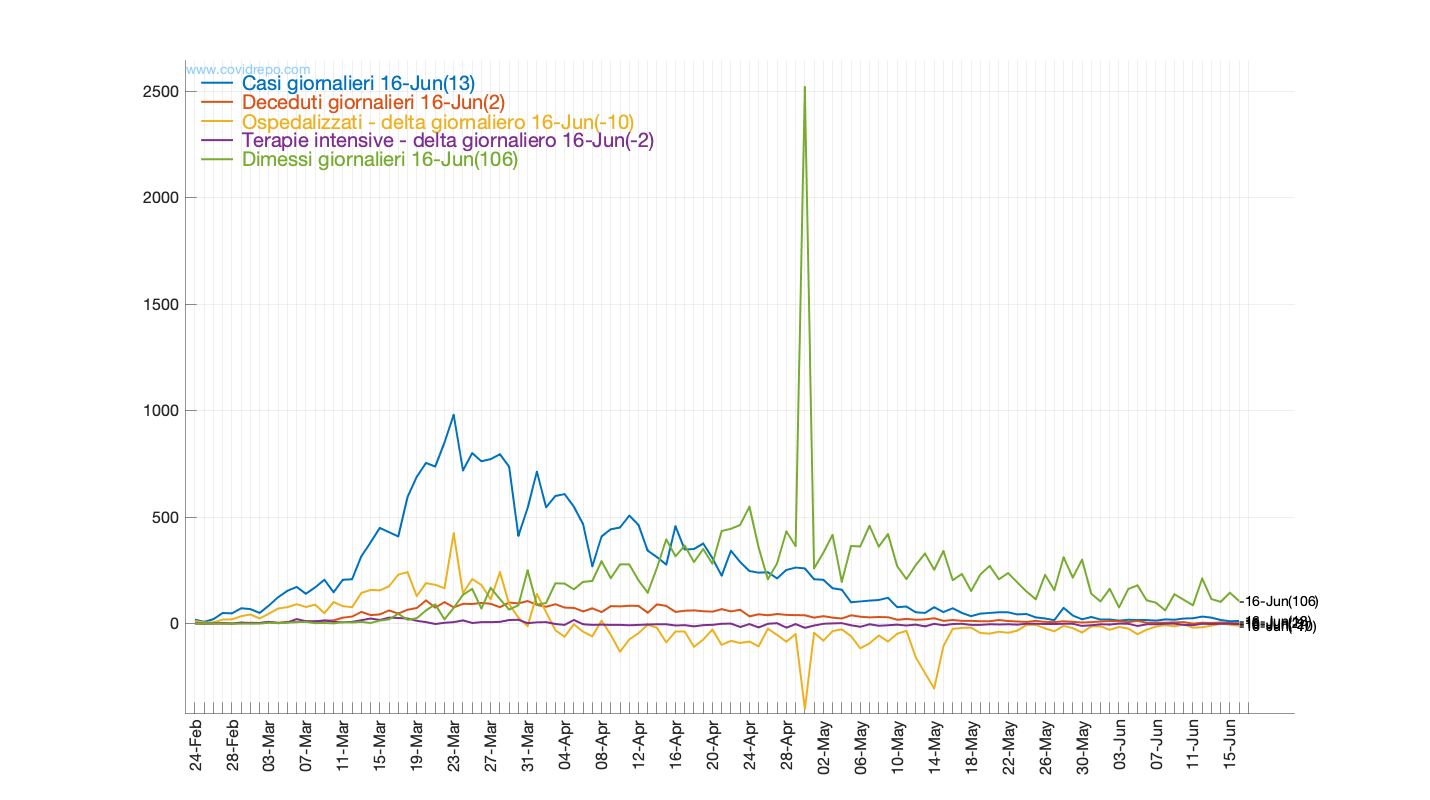 www.covidrepo.com
Casi giornalieri 16-Jun(13)
Deceduti giornalieri 16-Jun(2)
Ospedalizzati - delta giornaliero 16-Jun(-10)
Terapie intensive - delta giornaliero 16-Jun(-2)
Dimessi giornalieri 16-Jun(106)
2500
2000
1500
1000
500
0
16-Jun(106)
24-Feb
28-Feb
03-Mar
07-Mar
11-Mar
15-Mar
19-Mar
23-Mar
27-Mar
31-Mar
04-Apr
08-Apr
12-Apr
16-Apr
20-Apr
24-Apr
28-Apr
02-May
06-May
10-May
14-May
18-May
22-May
26-May
30-May
03-Jun
07-Jun
11-Jun
15-Jun